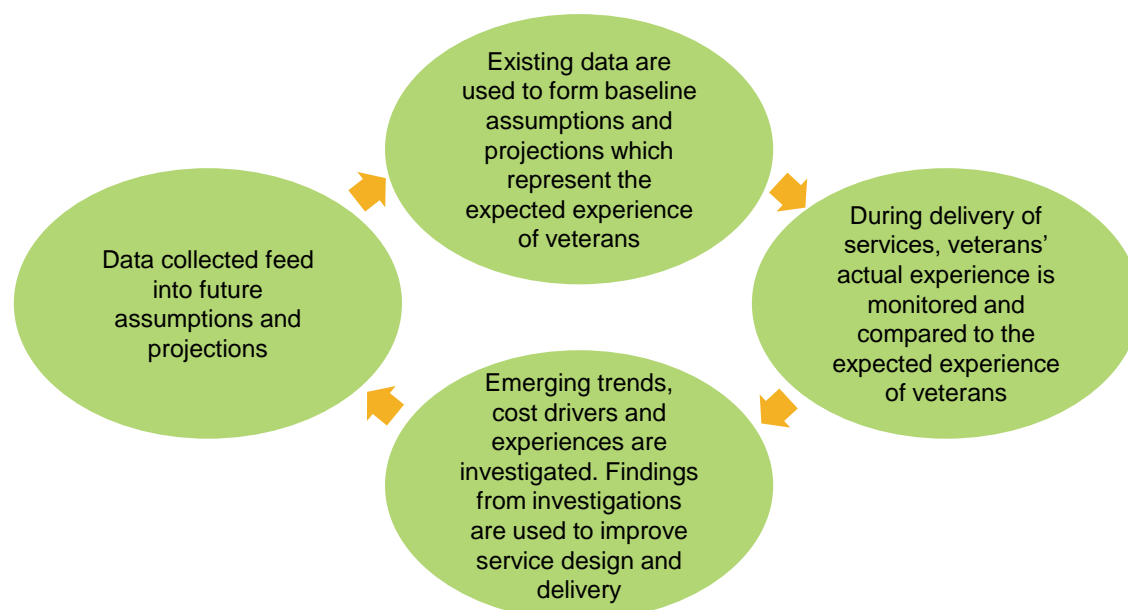 Existing data are
used to form baseline
assumptions and
projections which
represent the
expected experience
of veterans
During delivery of
services, veterans’
actual experience is
monitored and
compared to the
expected experience
of veterans
Emerging trends,
cost drivers and
experiences are
investigated. Findings
from investigations
are used to improve
service design and
delivery
Data collected feed
into future
assumptions and
projections